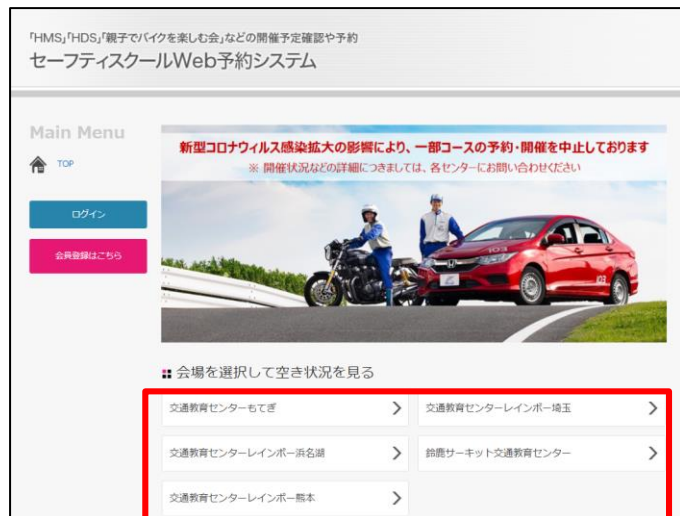 「HMS」「HDS」「親子でバイクを楽しむ会」などの開催予定確認や予約
セーフティスクールWeb予約システム
Main Menu
TOP
ログイン
会員登録はこちら
新型コロナウィルス感染拡大の影響により、一部コースの予約・開催を中止しております
※ 開催状況などの詳細につきましては、各センターにお問い合わせください
103
会場を選択して空き状況を見る
交通教育センターもてぎ
交通教育センターレインボー埼玉
交通教育センターレインボー浜名湖
鈴鹿サーキット交通教育センター
交通教育センターレインボー熊本